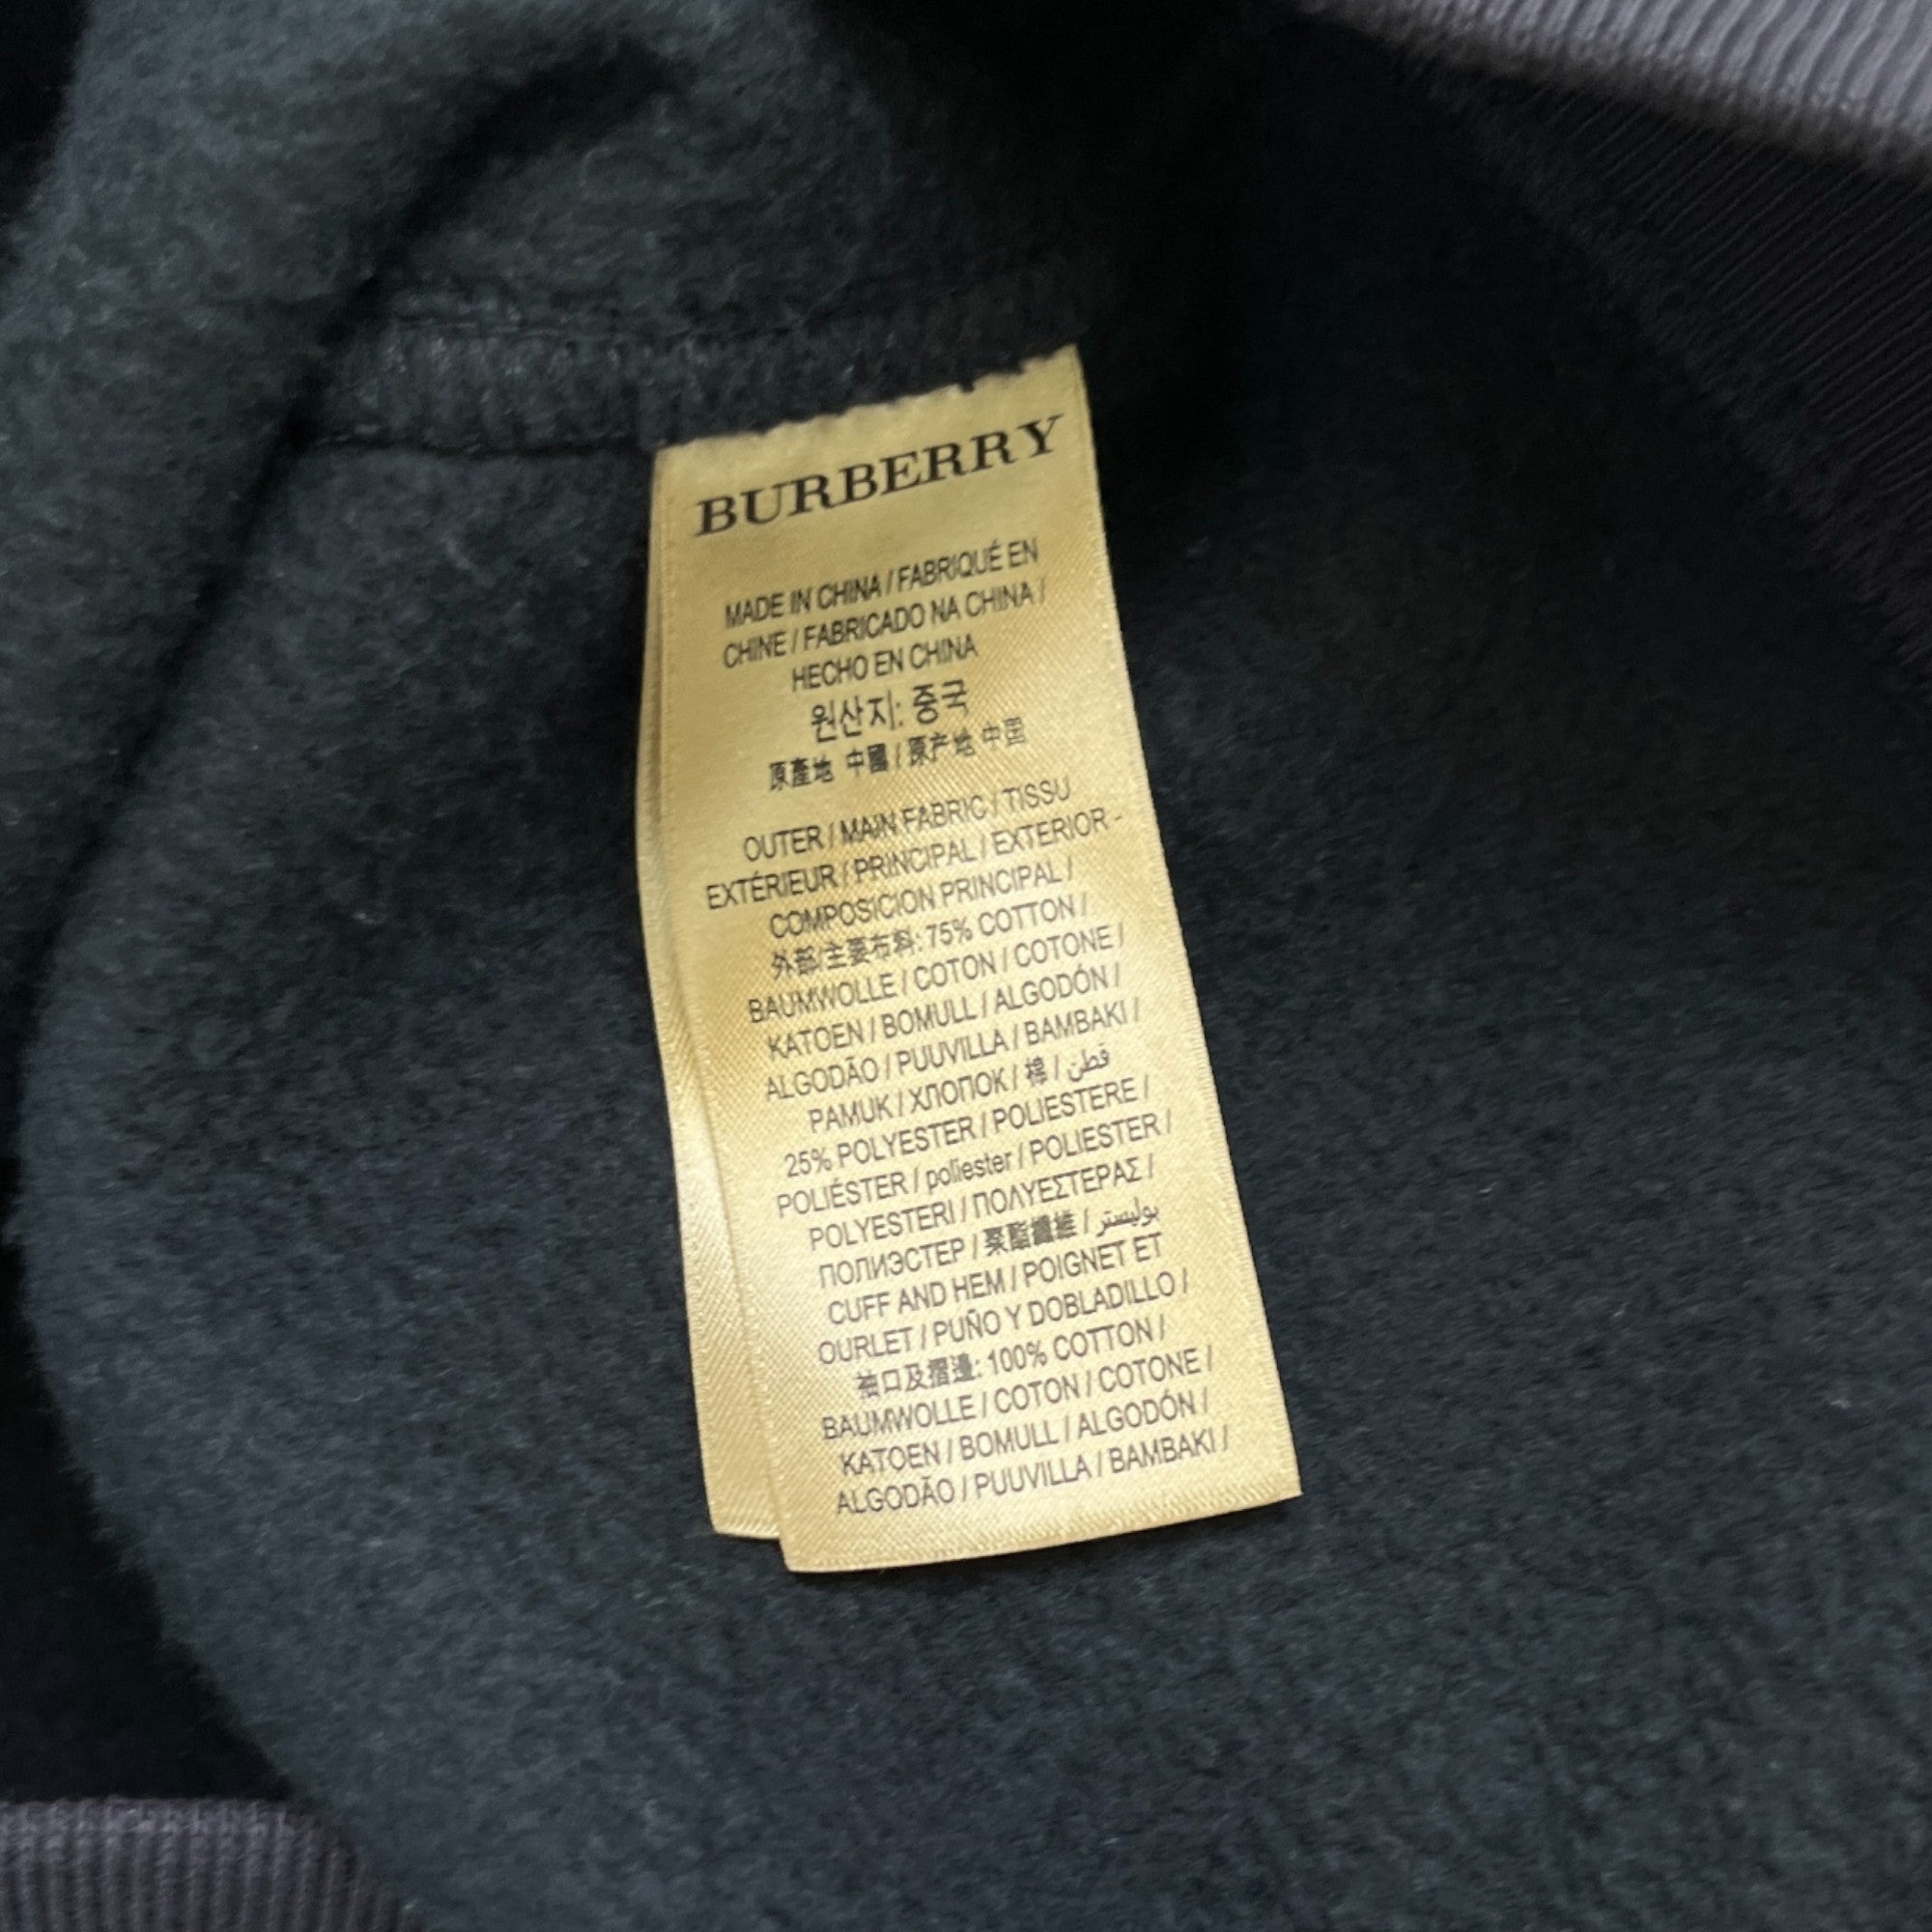 BURBERRY
MADE IN CHINA / FABRIQUÉ EN
CHINE / FABRICADO NA CHINA /
HECHO EN CHINA
원산지: 중국
原產地 中國 / 原产地 中国
OUTER / MAIN FABRIC / TISSU
EXTÉRIEUR / PRINCIPAL / EXTERIOR -
COMPOSICION PRINCIPAL /
外部/主要布料: 75% COTTON /
BAUMWOLLE / COTON / COTONE /
KATOEN / BOMULL / ALGODÓN /
ALGODÃO / PUUVILLA / BAMBAKI /
PAMUK / ХЛОПОК / 棉 / قطن
25% POLYESTER / POLIESTERE /
POLIÉSTER / poliester / POLIESTER /
POLYESTERI / ΠΟΛΥΕΣΤΕΡΑΣ /
ПОЛИЭСТЕР / 聚酯纖維 / بوليستر
CUFF AND HEM / POIGNET ET
OURLET / PUÑO Y DOBLADILLO /
袖口及摺邊: 100% COTTON /
BAUMWOLLE / COTON / COTONE /
KATOEN / BOMULL / ALGODÓN /
ALGODÃO / PUUVILLA / BAMBAKI /